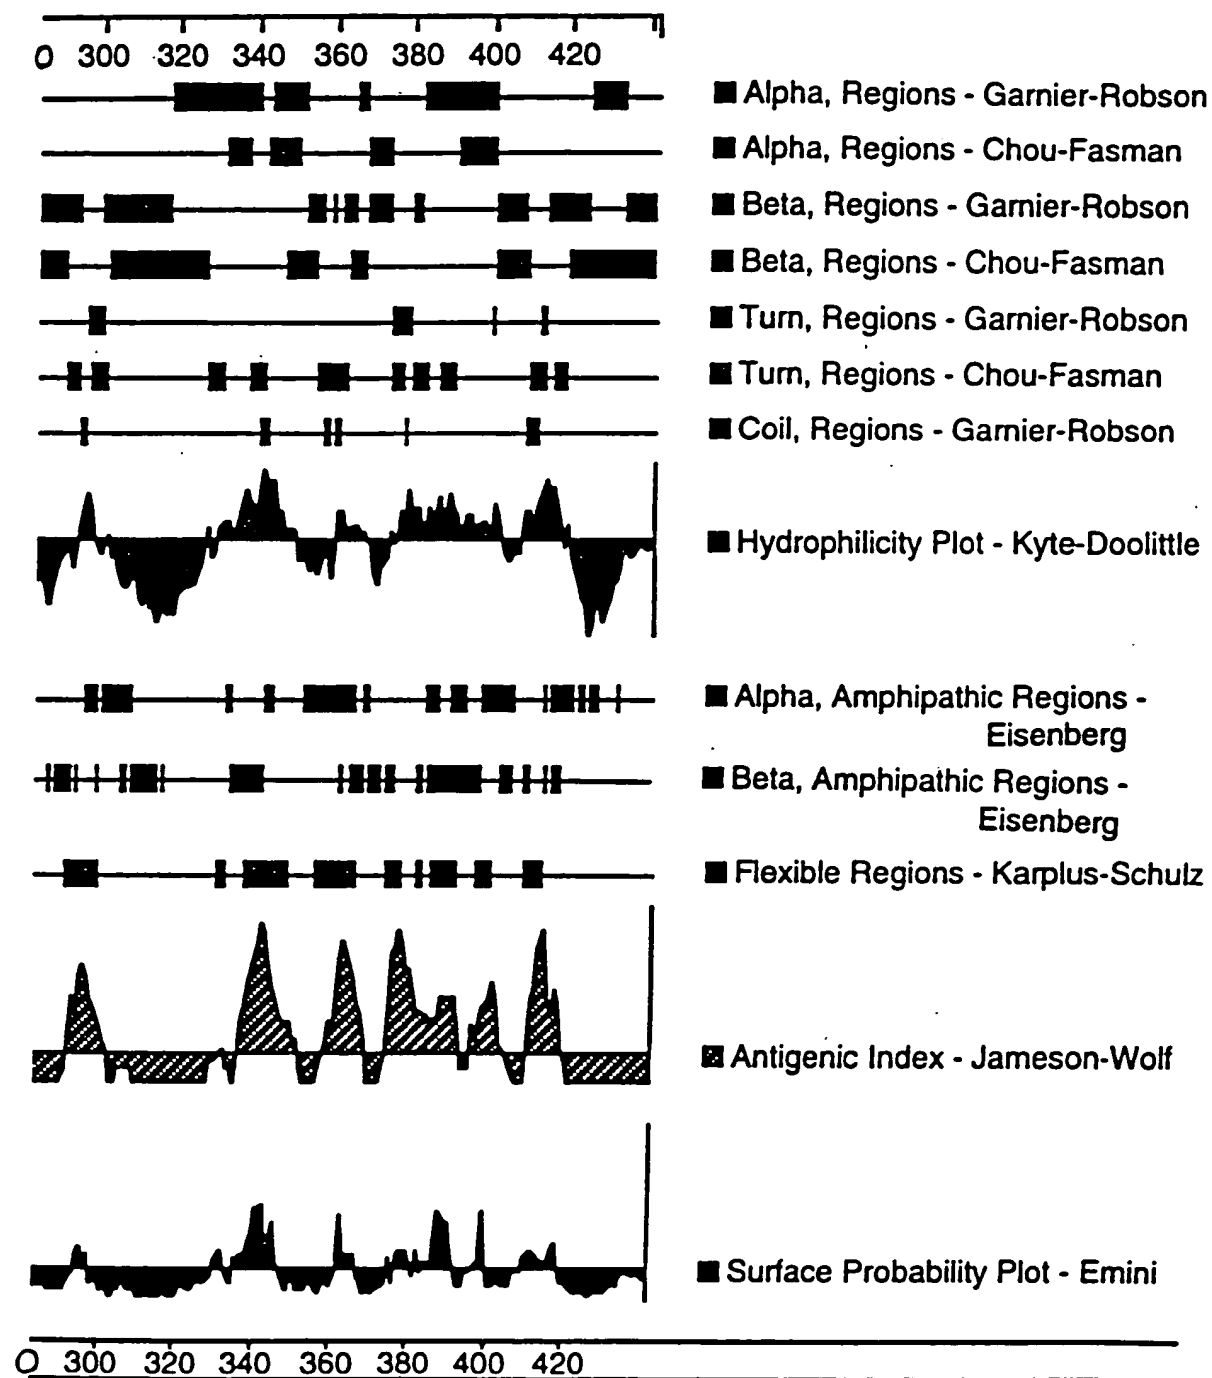 O 300 320 340 360 380 400 420
Alpha, Regions - Garnier-Robson
Alpha, Regions - Chou-Fasman
Beta, Regions - Garnier-Robson
Beta, Regions - Chou-Fasman
Turn, Regions - Garnier-Robson
Turn, Regions - Chou-Fasman
Coil, Regions - Garnier-Robson
Hydrophilicity Plot - Kyte-Doolittle
Alpha, Amphipathic Regions -
Eisenberg
Beta, Amphipathic Regions -
Eisenberg
Flexible Regions - Karplus-Schulz
Antigenic Index - Jameson-Wolf
Surface Probability Plot - Emini
O 300 320 340 360 380 400 420